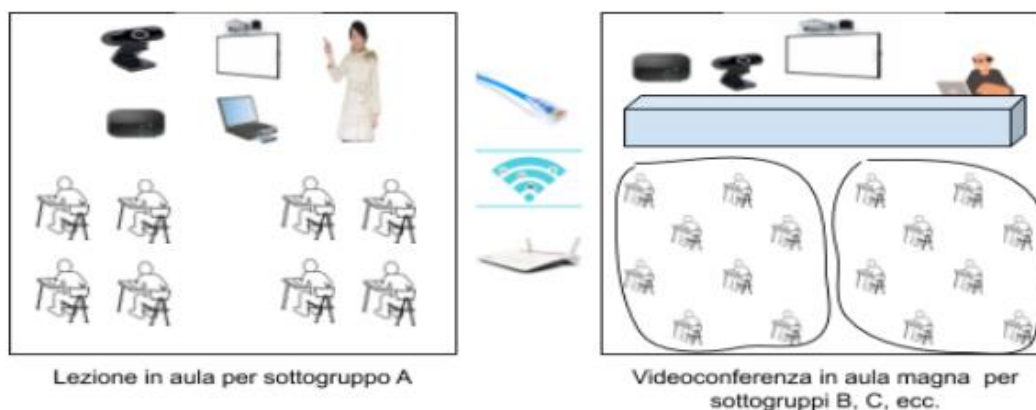 Lezione in aula per sottogruppo A
Videoconferenza in aula magna per
sottogruppi B, C, ecc.